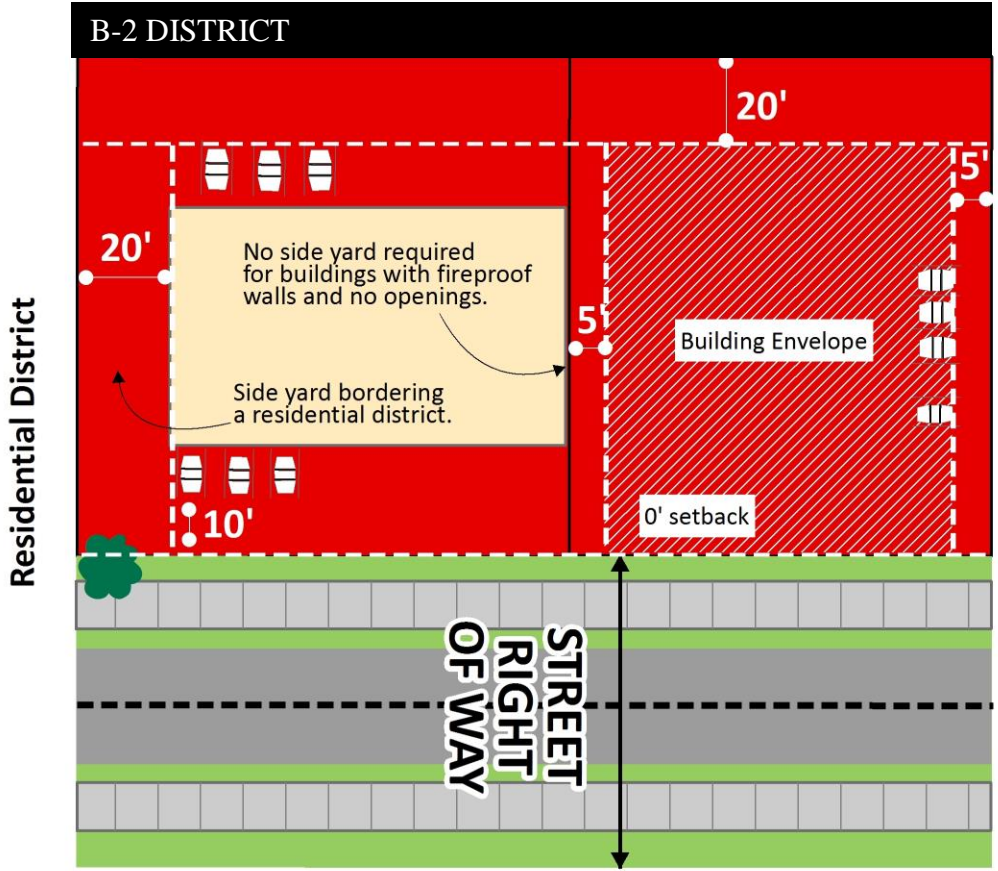 B-2 DISTRICT
20'
5'
20'
No side yard required
for buildings with fireproof
walls and no openings.
5'
Building Envelope
Side yard bordering
a residential district.
Residential District
10'
0' setback
STREET
RIGHT
OF WAY